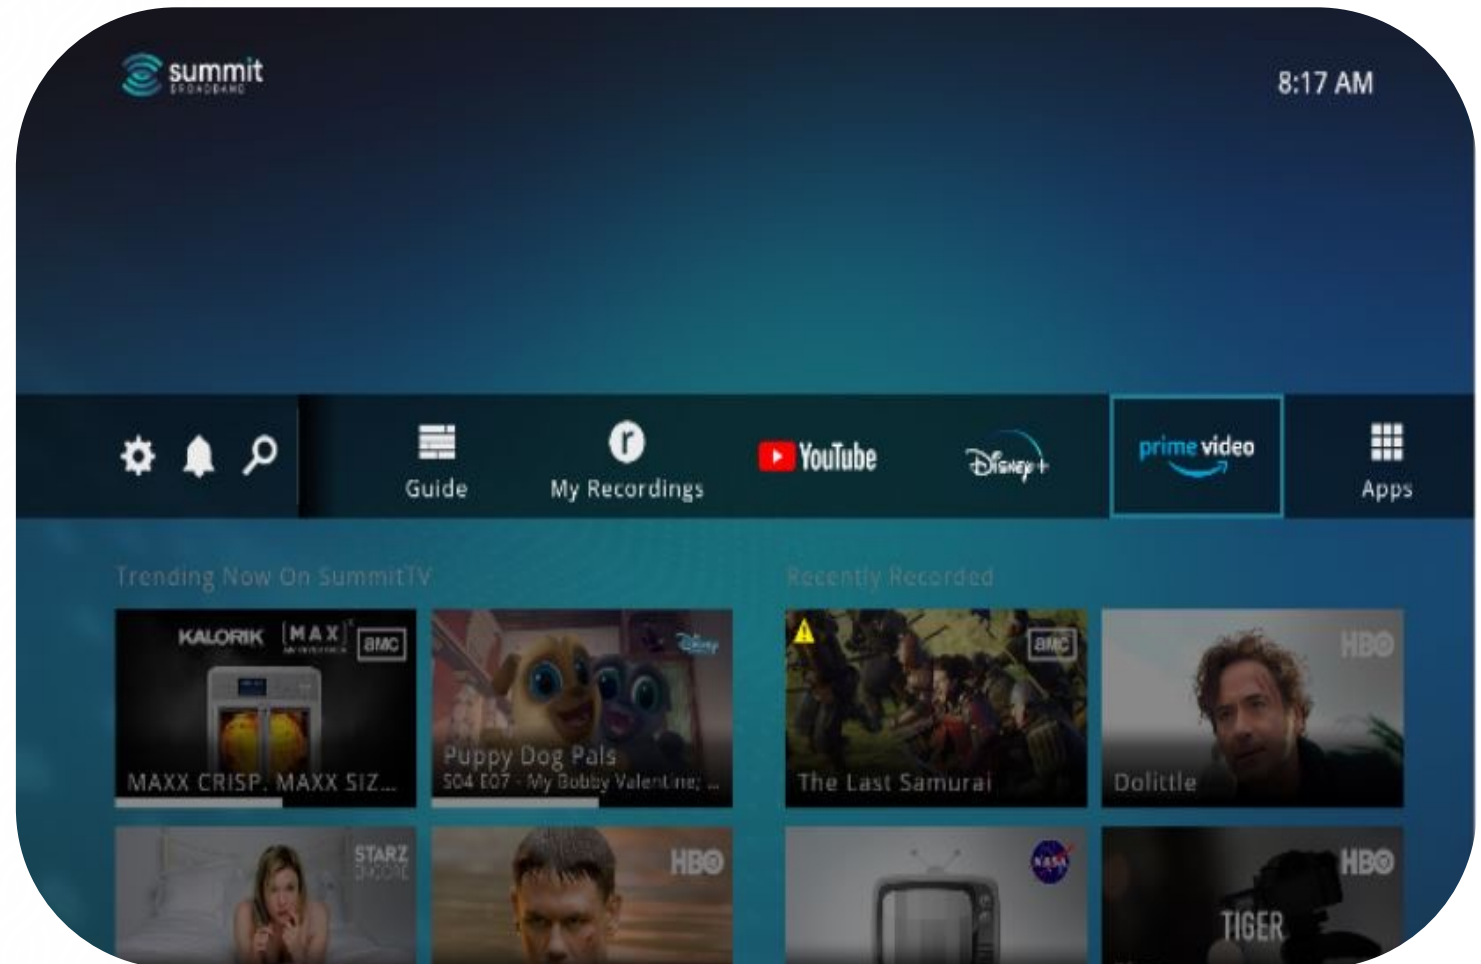 summit
BROADBAND
8:17 AM
Guide
My Recordings
YouTube
Disney+
prime video
Apps
Trending Now On SummitTV
Recently Recorded
KALORIK
MAXX
AMC
MAXX CRISP. MAXX SIZ...
Disney
Puppy Dog Pals
S04 E07 - My Bobby Valentine; ...
AMC
The Last Samurai
HBO
Dolittle
STARZ
ENCORE
HBO
NASA
HBO
TIGER